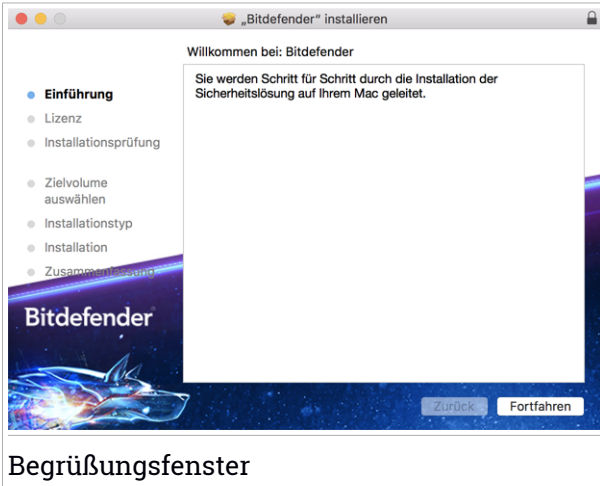 „Bitdefender“ installieren
Willkommen bei: Bitdefender
Sie werden Schritt für Schritt durch die Installation der
Sicherheitslösung auf Ihrem Mac geleitet.
Einführung
Lizenz
Installationsprüfung
Zielvolume
auswählen
Installationstyp
Installation
Zusammenfassung
Bitdefender
Zurück
Fortfahren
Begrüßungsfenster